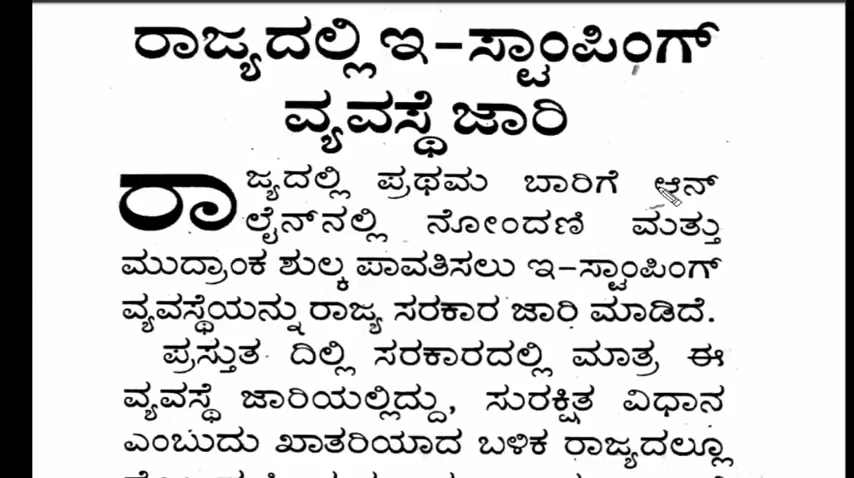 ರಾಜ್ಯದಲ್ಲಿ ಇ-ಸ್ಟಾಂಪಿಂಗ್
ವ್ಯವಸ್ಥೆ ಜಾರಿ
ರಾಜ್ಯದಲ್ಲಿ ಪ್ರಥಮ ಬಾರಿಗೆ ಆನ್
ಲೈನ್‌ನಲ್ಲಿ ನೋಂದಣಿ ಮತ್ತು
ಮುದ್ರಾಂಕ ಶುಲ್ಕ ಪಾವತಿಸಲು ಇ-ಸ್ಟಾಂಪಿಂಗ್
ವ್ಯವಸ್ಥೆಯನ್ನು ರಾಜ್ಯ ಸರಕಾರ ಜಾರಿ ಮಾಡಿದೆ.
ಪ್ರಸ್ತುತ ದಿಲ್ಲಿ ಸರಕಾರದಲ್ಲಿ ಮಾತ್ರ ಈ
ವ್ಯವಸ್ಥೆ ಜಾರಿಯಲ್ಲಿದ್ದು, ಸುರಕ್ಷಿತ ವಿಧಾನ
ಎಂಬುದು ಖಾತರಿಯಾದ ಬಳಿಕ ರಾಜ್ಯದಲ್ಲೂ